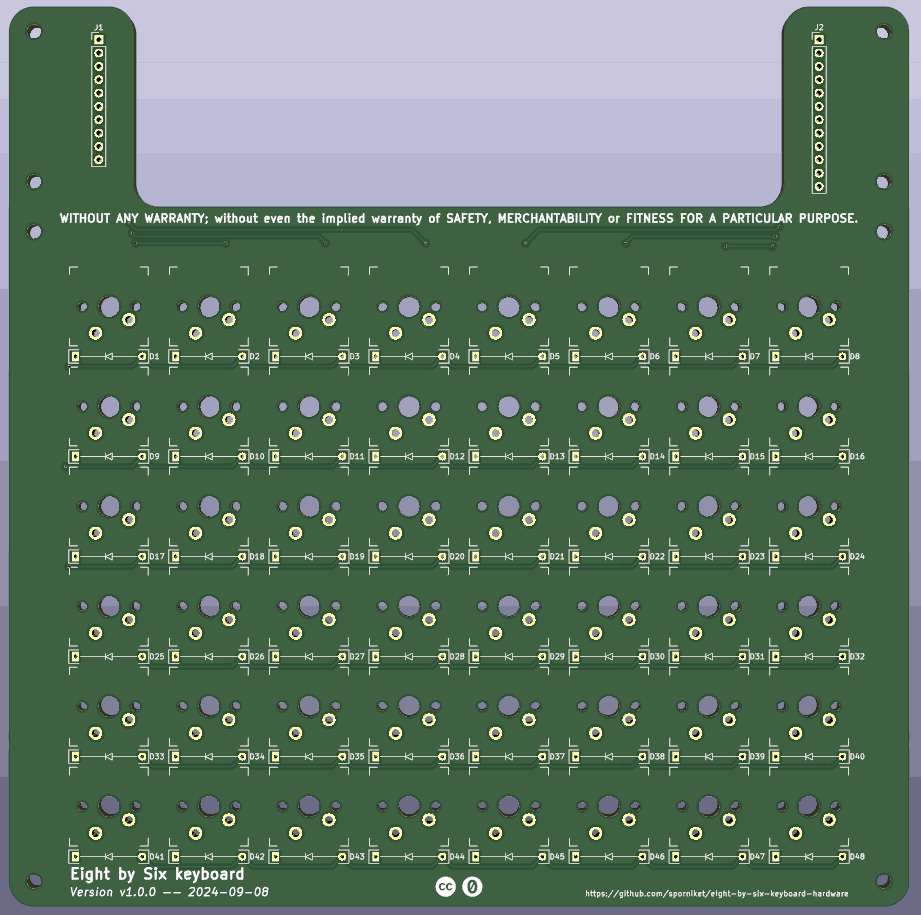 J1 J2
WITHOUT ANY WARRANTY; without even the implied warranty of SAFETY, MERCHANTABILITY or FITNESS FOR A PARTICULAR PURPOSE.
D1 D2 D3 D4 D5 D6 D7 D8
D9 D10 D11 D12 D13 D14 D15 D16
D17 D18 D19 D20 D21 D22 D23 D24
D25 D26 D27 D28 D29 D30 D31 D32
D33 D34 D35 D36 D37 D38 D39 D40
D41 D42 D43 D44 D45 D46 D47 D48
Eight by Six keyboard
Version v1.0.0 -- 2024-09-08
cc 0
https://github.com/sporniket/eight-by-six-keyboard-hardware